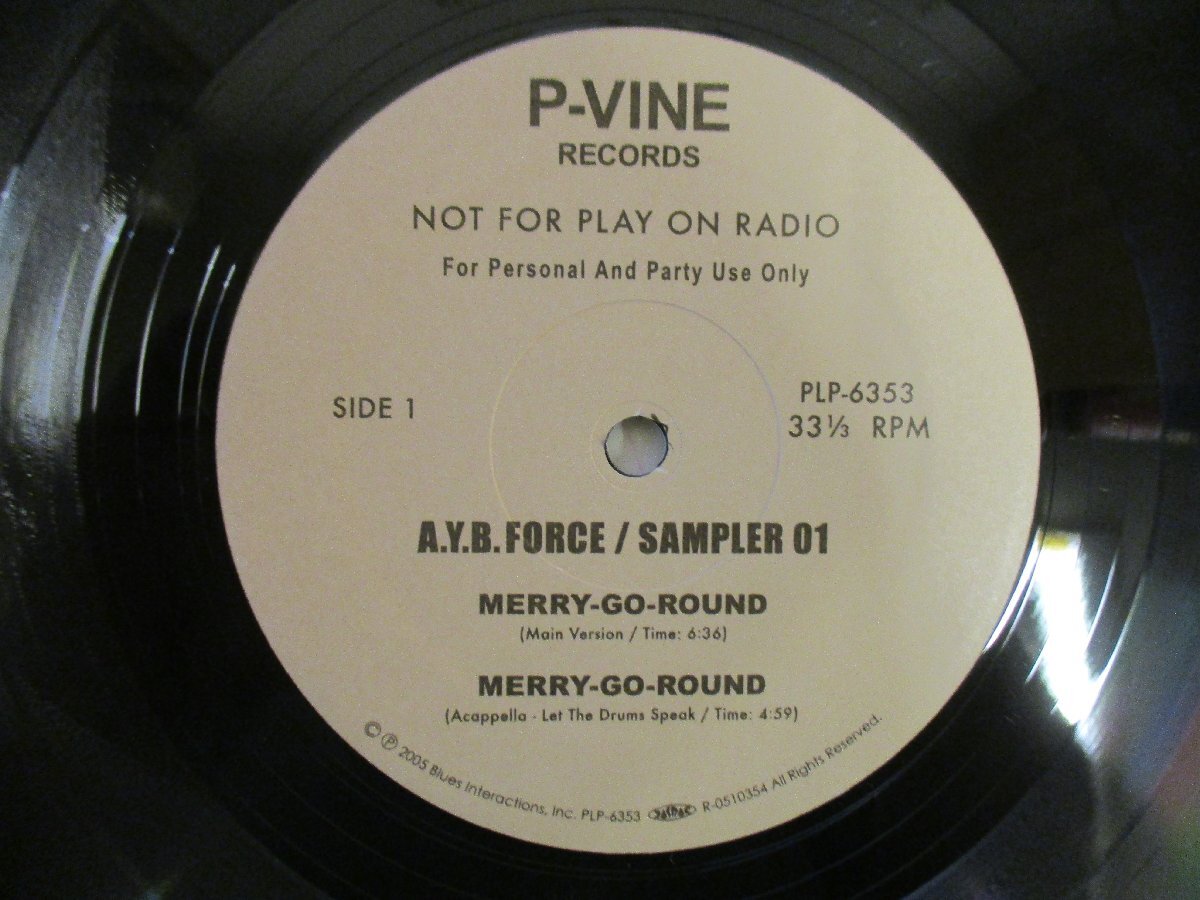 P-VINE
RECORDS
NOT FOR PLAY ON RADIO
For Personal And Party Use Only
SIDE 1
PLP-6353
33⅓ RPM
A.Y.B. FORCE / SAMPLER 01
MERRY-GO-ROUND
(Main Version / Time: 6:36)
MERRY-GO-ROUND
(Acappella - Let The Drums Speak / Time: 4:59)
© ℗ 2005 Blues Interactions, Inc. PLP-6353 R-0510354 All Rights Reserved.